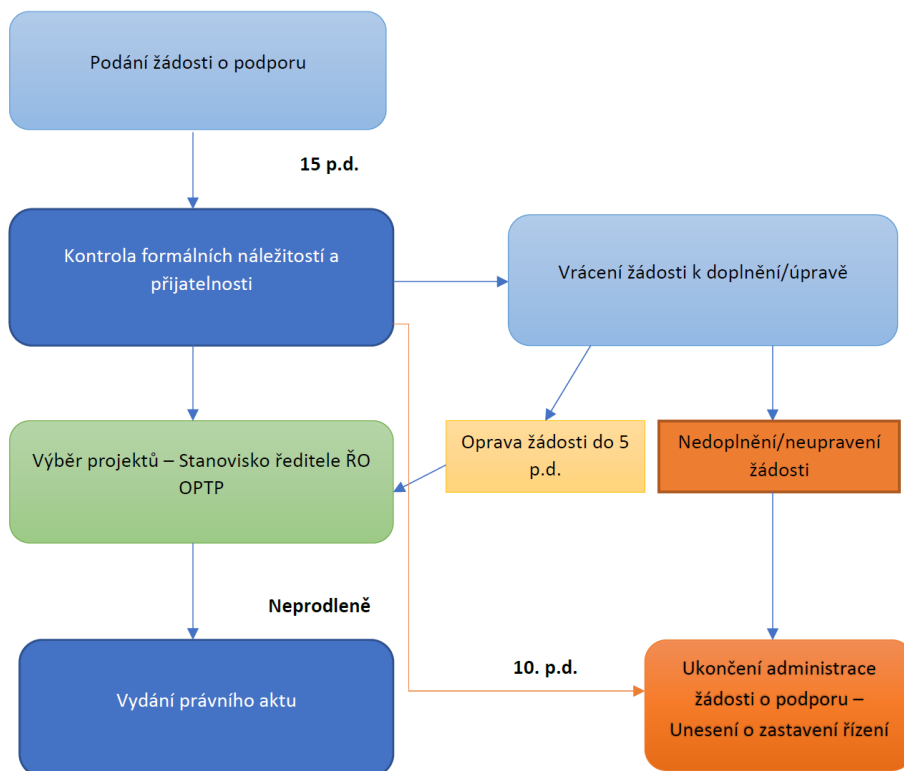 Podání žádosti o podporu
15 p.d.
Kontrola formálních náležitostí a
přijatelnosti
Vrácení žádosti k doplnění/úpravě
Výběr projektů – Stanovisko ředitele ŘO
OPTP
Oprava žádosti do 5
p.d.
Nedoplnění/neupravení
žádosti
Neprodleně
10. p.d.
Vydání právního aktu
Ukončení administrace
žádosti o podporu –
Unesení o zastavení řízení